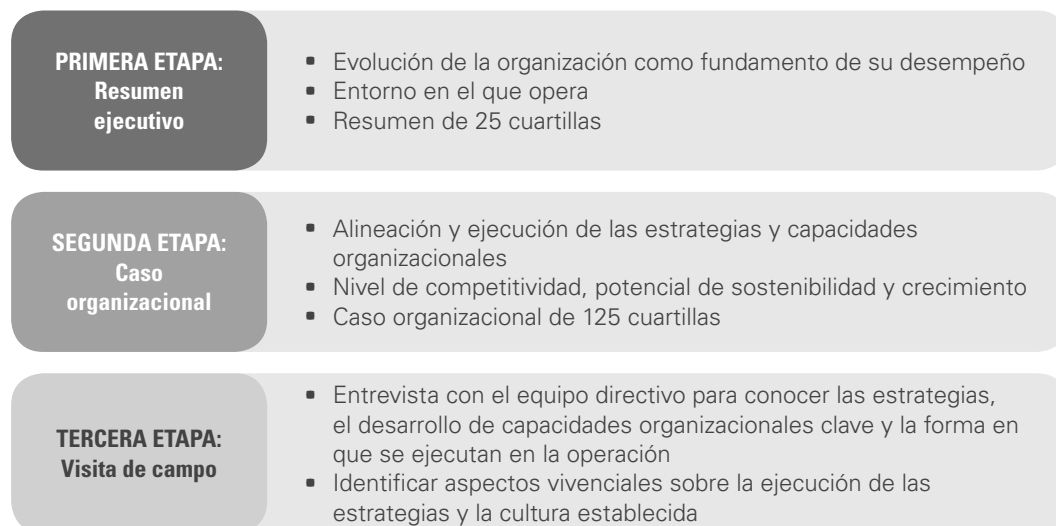 PRIMERA ETAPA:
Resumen
ejecutivo
▪ Evolución de la organización como fundamento de su desempeño
▪ Entorno en el que opera
▪ Resumen de 25 cuartillas
SEGUNDA ETAPA:
Caso
organizacional
▪ Alineación y ejecución de las estrategias y capacidades
organizacionales
▪ Nivel de competitividad, potencial de sostenibilidad y crecimiento
▪ Caso organizacional de 125 cuartillas
TERCERA ETAPA:
Visita de campo
▪ Entrevista con el equipo directivo para conocer las estrategias,
el desarrollo de capacidades organizacionales clave y la forma en
que se ejecutan en la operación
▪ Identificar aspectos vivenciales sobre la ejecución de las
estrategias y la cultura establecida